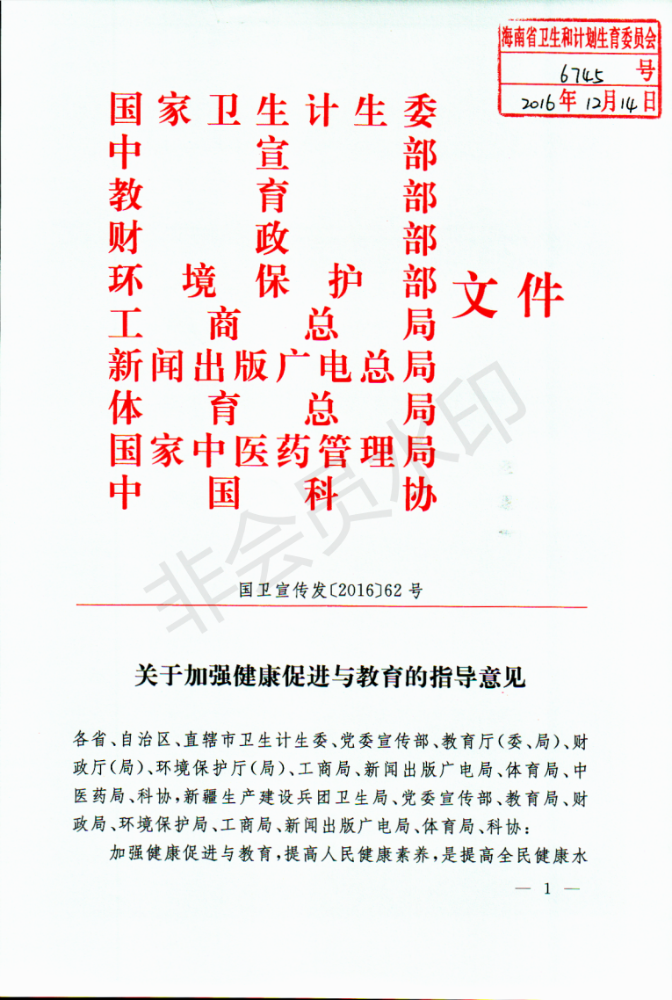 海南省卫生和计划生育委员会
6745 号
2016年12月14日
国家卫生计生委
中宣部
教育部
财政部
环境保护部
工商总局
新闻出版广电总局
体育总局
国家中医药管理局
中国科协
文件
非会员水印
国卫宣传发〔2016〕62号
关于加强健康促进与教育的指导意见
各省、自治区、直辖市卫生计生委、党委宣传部、教育厅(委、局)、财
政厅(局)、环境保护厅(局)、工商局、新闻出版广电局、体育局、中
医药局、科协,新疆生产建设兵团卫生局、党委宣传部、教育局、财
政局、环境保护局、工商局、新闻出版广电局、体育局、科协:
加强健康促进与教育,提高人民健康素养,是提高全民健康水
— 1 —